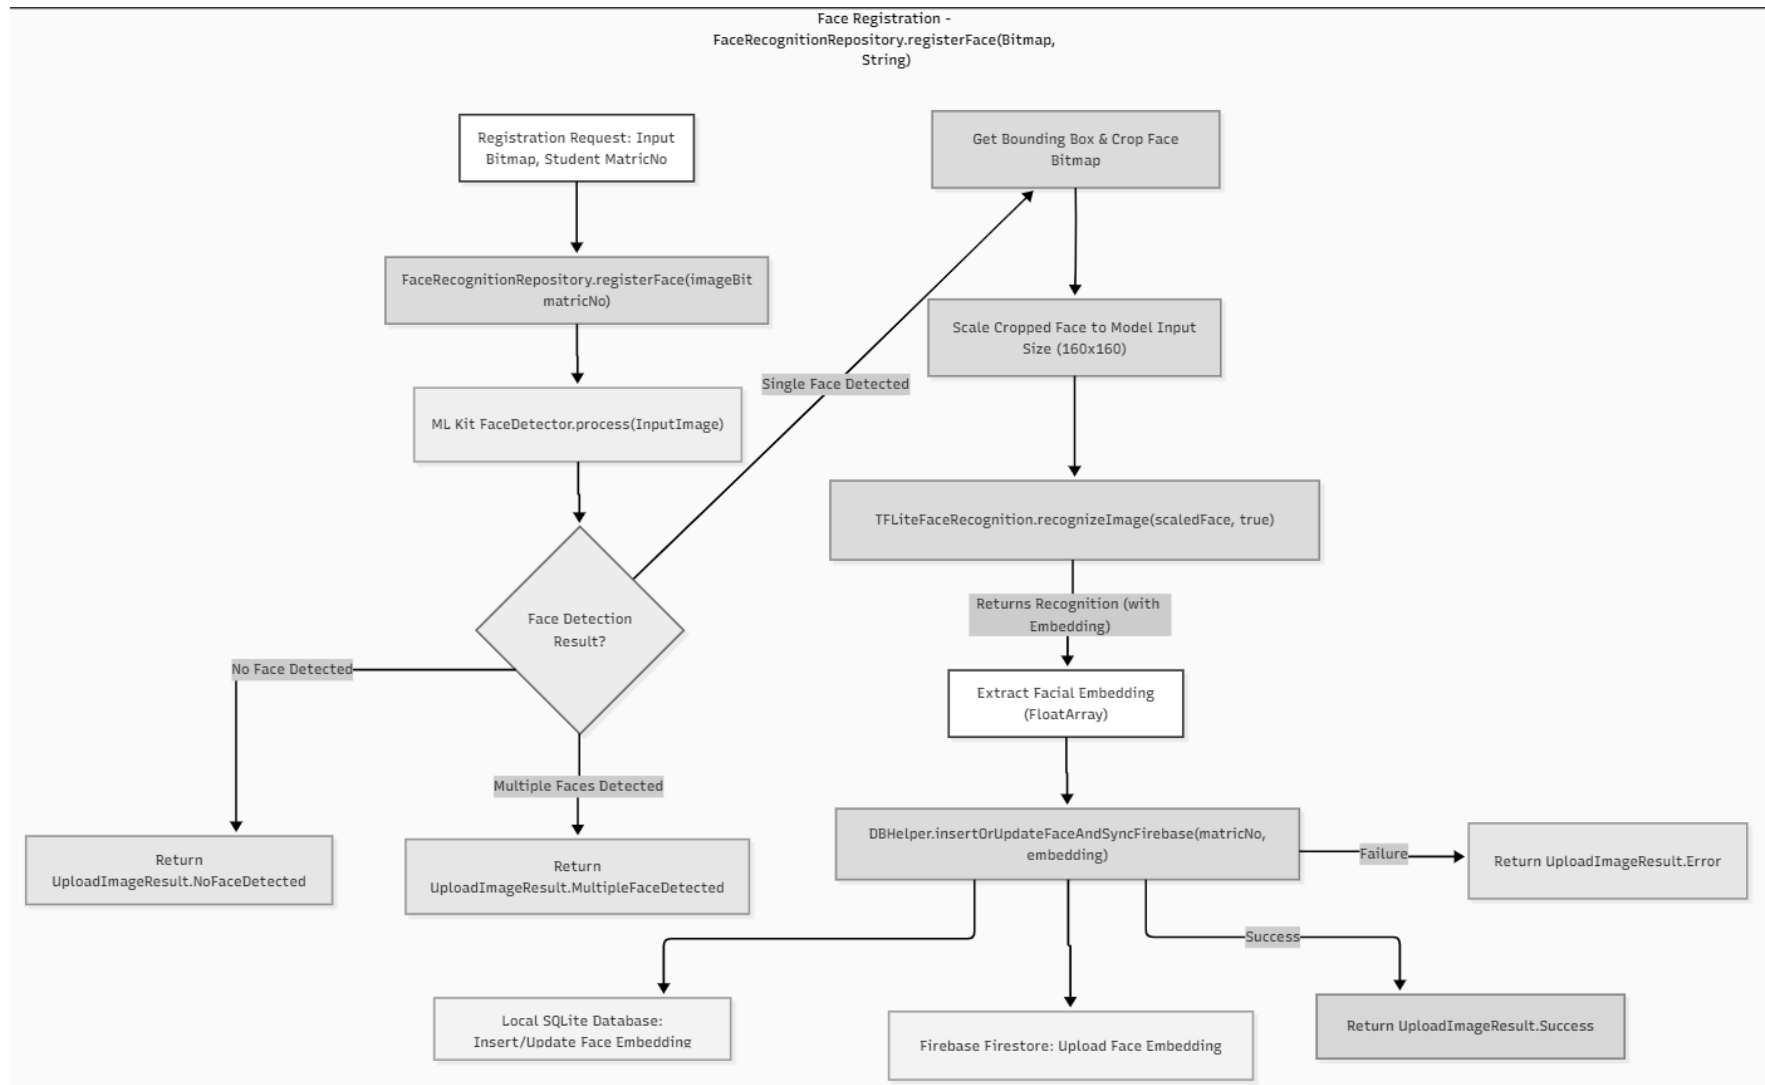 Face Registration -
FaceRecognitionRepository.registerFace(Bitmap,
String)
Registration Request: Input
Bitmap, Student MatricNo
FaceRecognitionRepository.registerFace(imageBit
matricNo)
ML Kit FaceDetector.process(InputImage)
Face Detection
Result?
No Face Detected
Return
UploadImageResult.NoFaceDetected
Multiple Faces Detected
Return
UploadImageResult.MultipleFaceDetected
Single Face Detected
Get Bounding Box & Crop Face
Bitmap
Scale Cropped Face to Model Input
Size (160x160)
TFLiteFaceRecognition.recognizeImage(scaledFace, true)
Returns Recognition (with
Embedding)
Extract Facial Embedding
(FloatArray)
DBHelper.insertOrUpdateFaceAndSyncFirebase(matricNo,
embedding)
Failure
Return UploadImageResult.Error
Success
Return UploadImageResult.Success
Local SQLite Database:
Insert/Update Face Embedding
Firebase Firestore: Upload Face Embedding